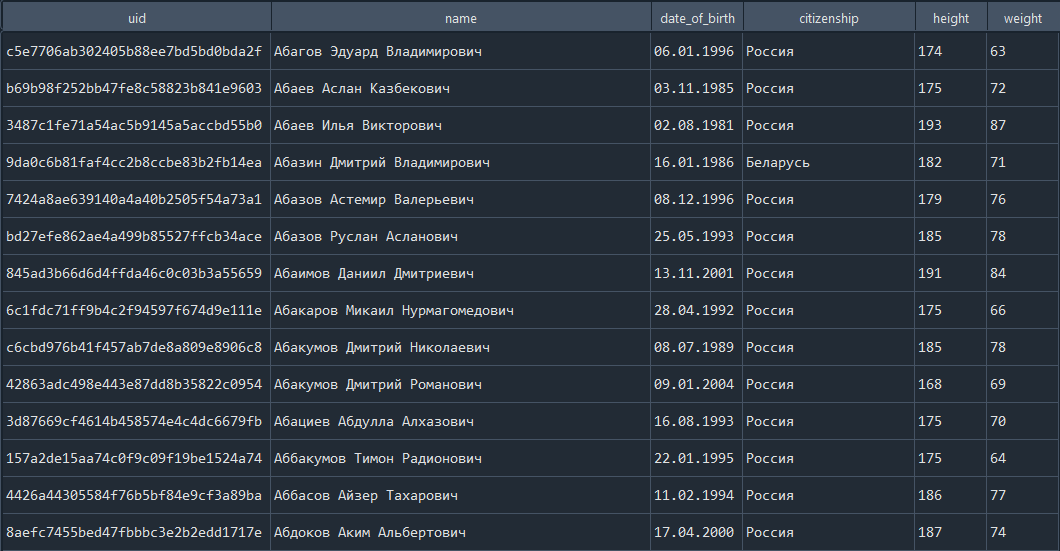 uid name date_of_birth citizenship height weight
c5e7706ab302405b88ee7bd5bd0bda2f Абагов Эдуард Владимирович 06.01.1996 Россия 174 63
b69b98f252bb47fe8c58823b841e9603 Абаев Аслан Казбекович 03.11.1985 Россия 175 72
3487c1fe71a54ac5b9145a5accbd55b0 Абаев Илья Викторович 02.08.1981 Россия 193 87
9da0c6b81faf4cc2b8ccbe83b2fb14ea Абазин Дмитрий Владимирович 16.01.1986 Беларусь 182 71
7424a8ae639140a4a40b2505f54a73a1 Абазов Астемир Валерьевич 08.12.1996 Россия 179 76
bd27efe862ae4a499b85527ffcb34ace Абазов Руслан Асланович 25.05.1993 Россия 185 78
845ad3b66d6d4ffda46c0c03b3a55659 Абаимов Даниил Дмитриевич 13.11.2001 Россия 191 84
6c1fdc71ff9b4c2f94597f674d9e111e Абакаров Микаил Нурмагомедович 28.04.1992 Россия 175 66
c6cbd976b41f457ab7de8a809e8906c8 Абакумов Дмитрий Николаевич 08.07.1989 Россия 185 78
42863adc498e443e87dd8b35822c0954 Абакумов Дмитрий Романович 09.01.2004 Россия 168 69
3d87669cf4614b458574e4c4dc6679fb Абациев Абдулла Алхазович 16.08.1993 Россия 175 70
157a2de15aa74c0f9c09f19be1524a74 Аббакумов Тимон Радионович 22.01.1995 Россия 175 64
4426a44305584f76b5bf84e9cf3a89ba Аббасов Айзер Тахарович 11.02.1994 Россия 186 77
8aefc7455bed47fbbbc3e2b2edd1717e Абдоков Аким Альбертович 17.04.2000 Россия 187 74